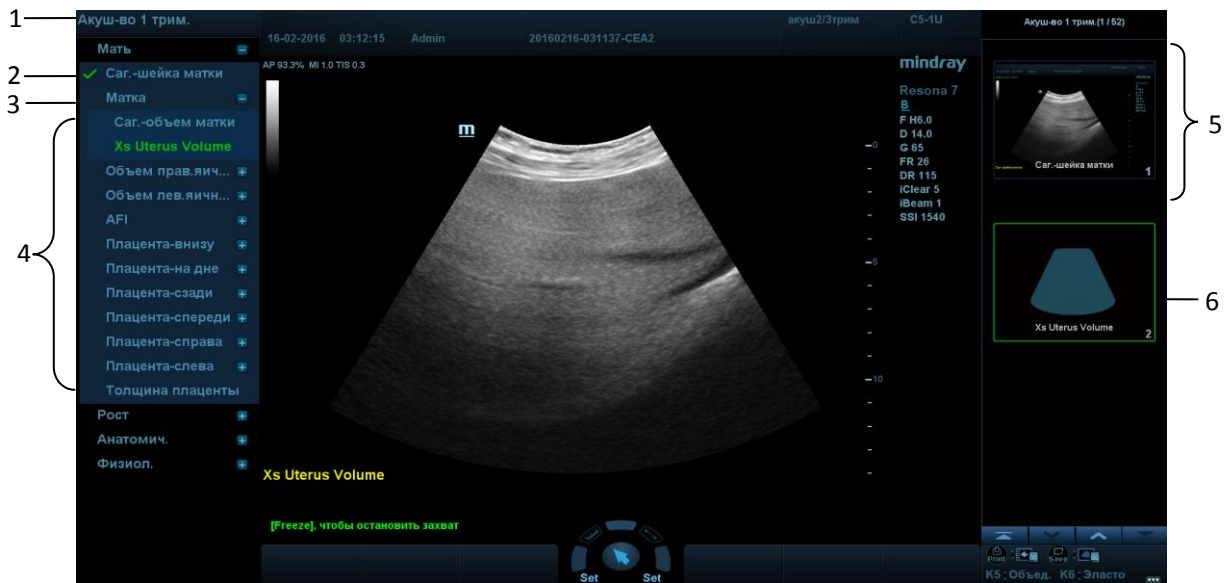 1
Акуш-во 1 трим.
акуш2/3трим
C5-1U
16-02-2016 03:12:15 Admin 20160216-031137-CEA2
AP 93.3% MI 1.0 TIS 0.3
Мать
2
Саг.-шейка матки
3
Матка
4
Саг.-объем матки
Xs Uterus Volume
Объем прав.яич...
Объем лев.яичн...
AFI
Плацента-внизу
Плацента-на дне
Плацента-сзади
Плацента-спереди
Плацента-справа
Плацента-слева
Толщина плаценты
Рост
Анатомич.
Физиол.
m
0
5
10
Xs Uterus Volume
[Freeze], чтобы остановить захват
Set Set
mindray
Resona 7
B
F H6.0
D 14.0
G 65
FR 26
DR 115
iClear 5
iBeam 1
SSI 1540
Акуш-во 1 трим.(1 / 52)
Саг.-шейка матки
1
5
Xs Uterus Volume
2
6
Print : Save :
K5:Объед. K6:Эласто ...